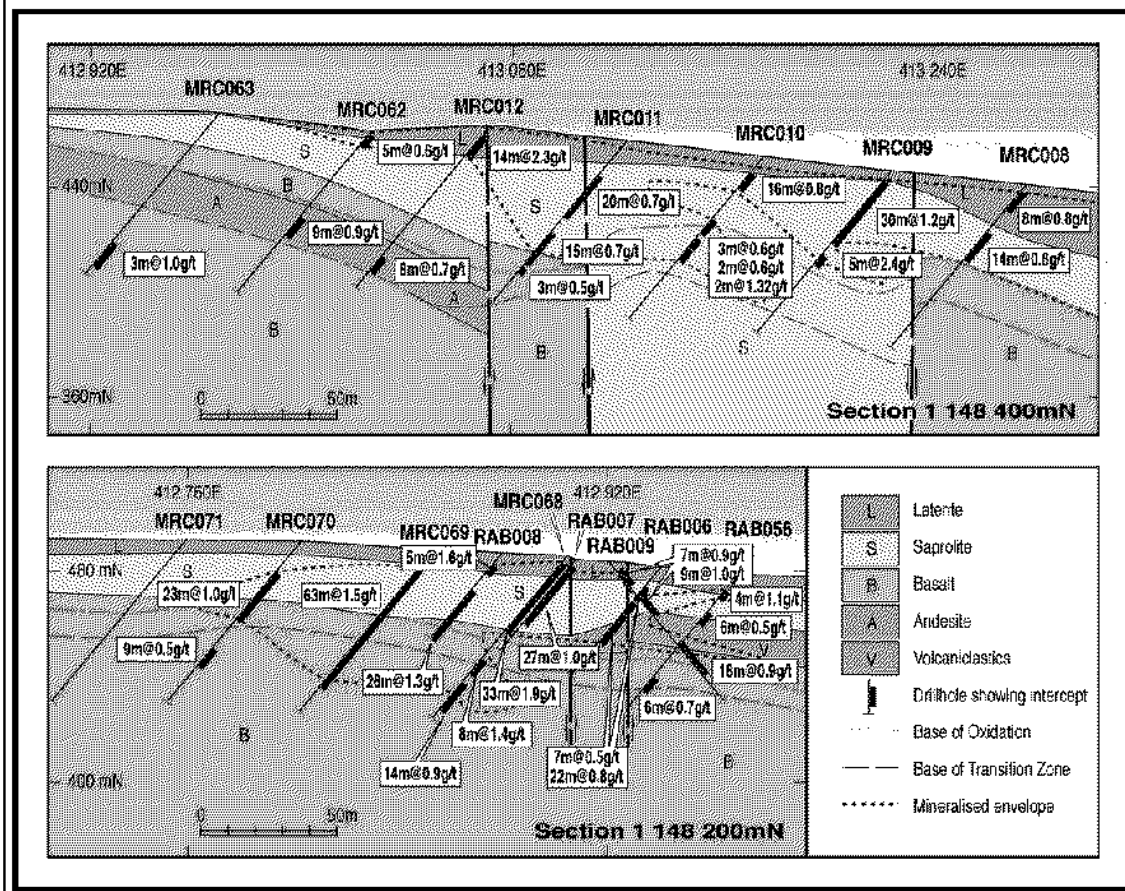 412 920E
413 080E
413 240E
MRC063
MRC062
MRC012
MRC011
MRC010
MRC009
MRC008
L
S
5m@0.6g/t
14m@2.3g/t
440mN
B
A
S
20m@0.7g/t
16m@0.8g/t
L
8m@0.8g/t
9m@0.9g/t
30m@1.2g/t
3m@1.0g/t
8m@0.7g/t
15m@0.7g/t
3m@0.6g/t
2m@0.6g/t
2m@1.32g/t
5m@2.4g/t
14m@0.6g/t
3m@0.5g/t
A
B
B
S
B
360mN
0
50m
Section 1 148 400mN
412 760E
412 920E
MRC071
MRC070
MRC069
RAB008
MRC068
RAB007
RAB009
RAB006
RAB056
L
5m@1.6g/t
7m@0.9g/t
9m@1.0g/t
480 mN
S
23m@1.0g/t
63m@1.5g/t
S
4m@1.1g/t
6m@0.5g/t
9m@0.5g/t
27m@1.0g/t
V
28m@1.3g/t
33m@1.9g/t
16m@0.9g/t
6m@0.7g/t
B
8m@1.4g/t
14m@0.9g/t
7m@0.5g/t
22m@0.8g/t
B
400 mN
0
50m
Section 1 148 200mN
L Laterite
S Saprolite
B Basalt
A Andesite
V Volcaniclastics
Drillhole showing intercept
Base of Oxidation
Base of Transition Zone
Mineralised envelope